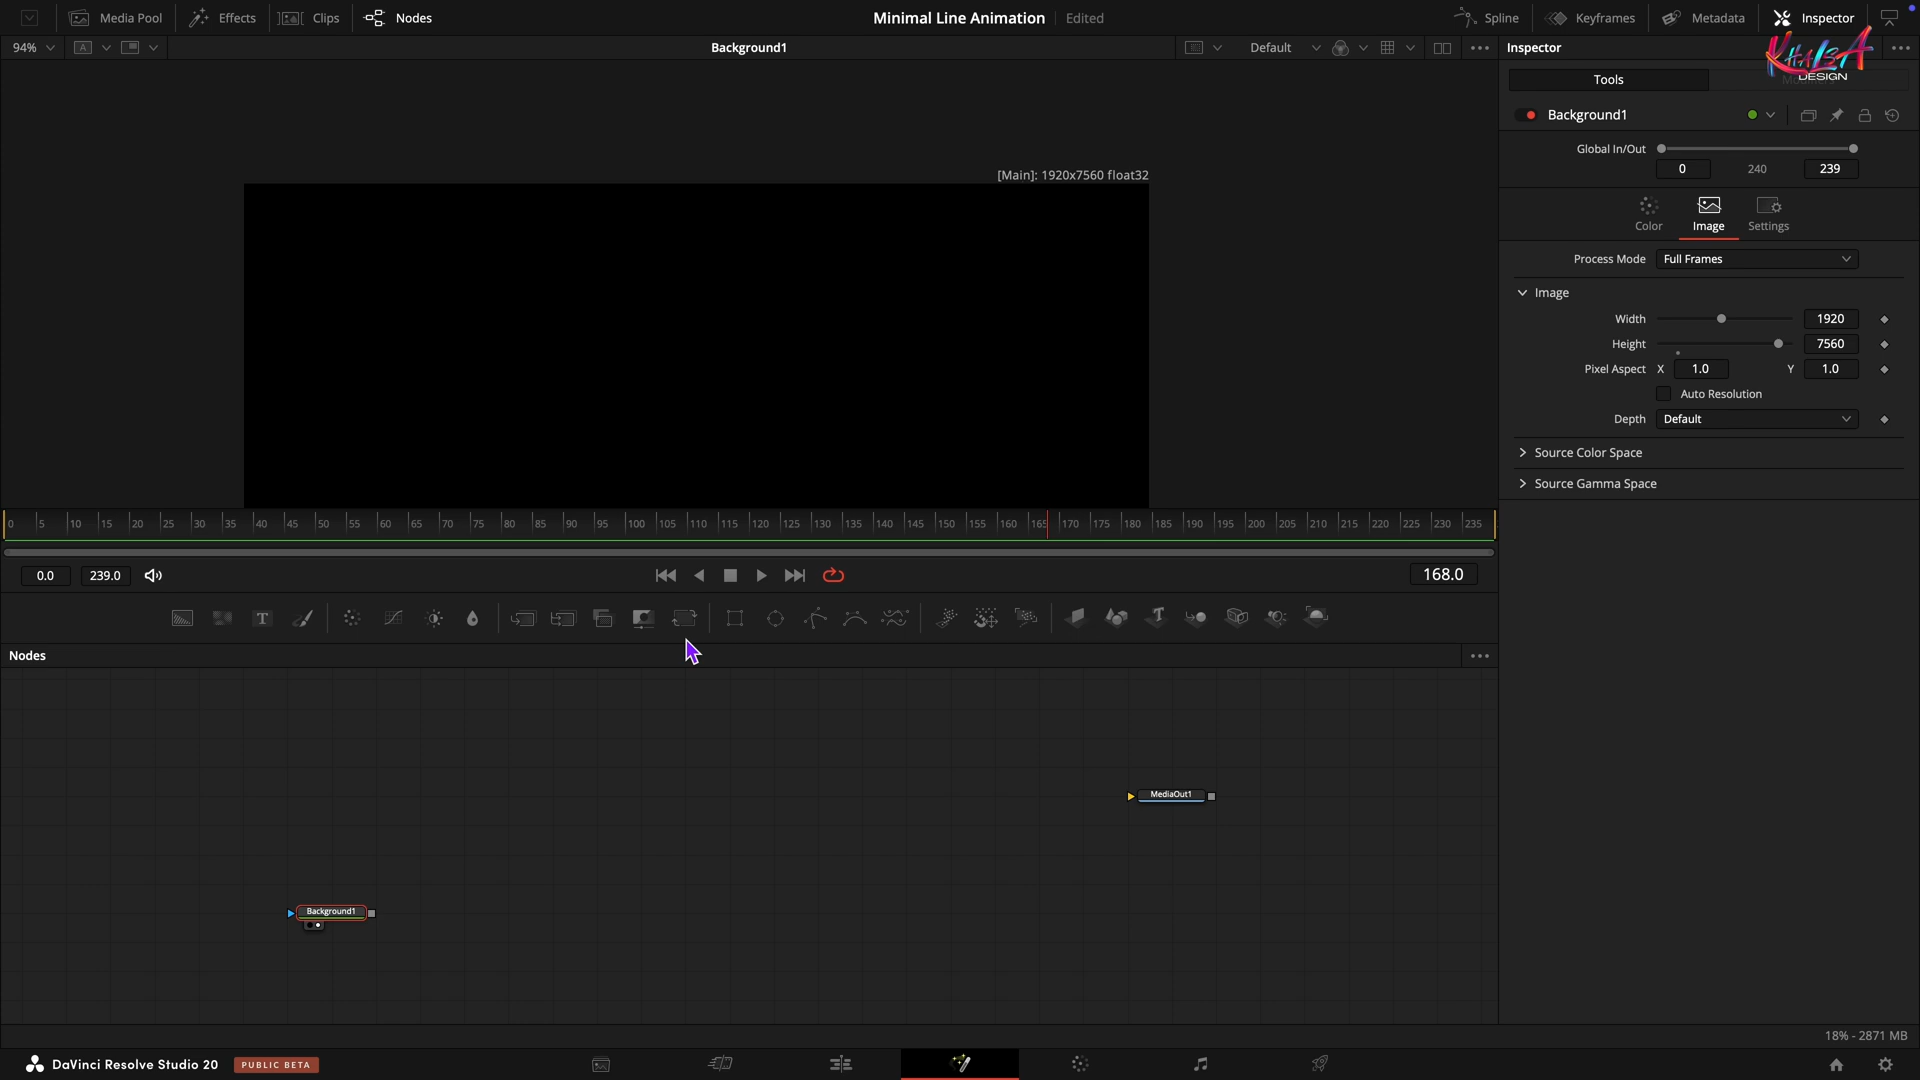 Media Pool Effects Clips Nodes Minimal Line Animation Edited Spline Keyframes Metadata Inspector
94% A Background1 Default Inspector
KHALSA
DESIGN
Tools
Background1
[Main]: 1920x7560 float32
Global In/Out
0 240 239
Color Image Settings
Process Mode Full Frames
Image
Width 1920
Height 7560
Pixel Aspect X 1.0 Y 1.0
Auto Resolution
Depth Default
Source Color Space
Source Gamma Space
0 5 10 15 20 25 30 35 40 45 50 55 60 65 70 75 80 85 90 95 100 105 110 115 120 125 130 135 140 145 150 155 160 165 170 175 180 185 190 195 200 205 210 215 220 225 230 235
0.0 239.0 168.0
T T
Nodes
MediaOut1
Background1
18% - 2871 MB
DaVinci Resolve Studio 20 PUBLIC BETA